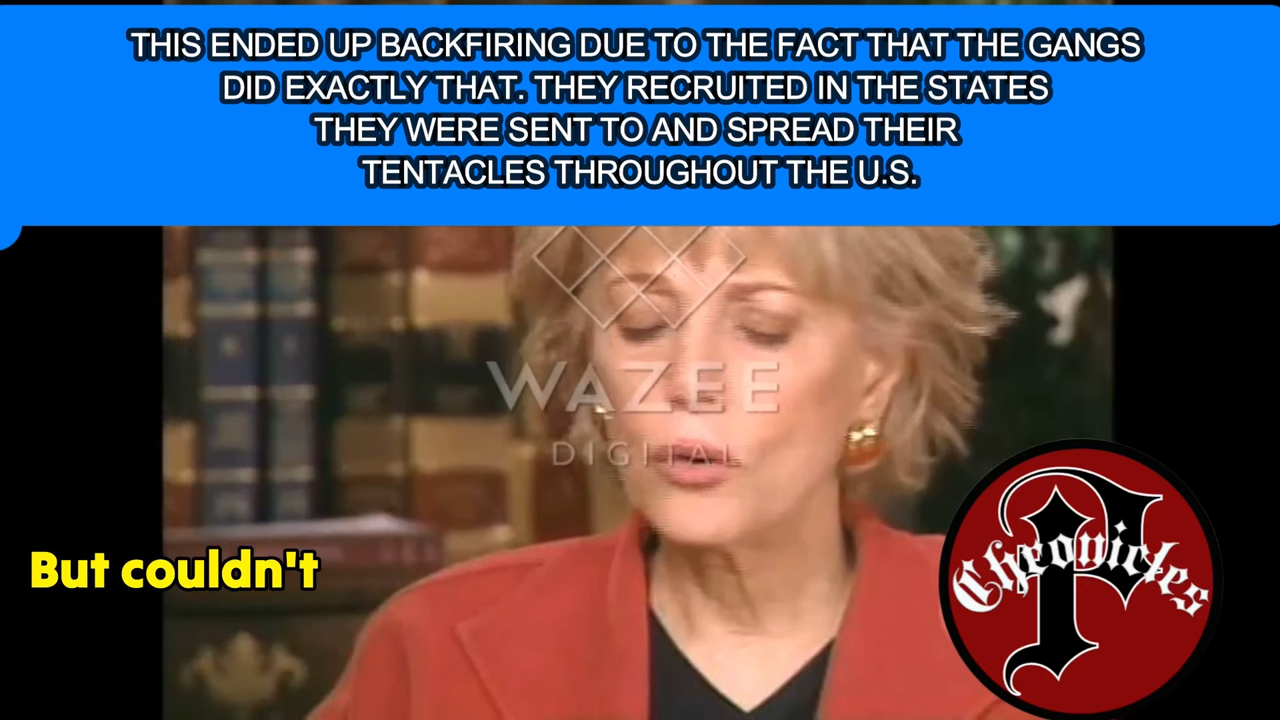 THIS ENDED UP BACKFIRING DUE TO THE FACT THAT THE GANGS
DID EXACTLY THAT. THEY RECRUITED IN THE STATES
THEY WERE SENT TO AND SPREAD THEIR
TENTACLES THROUGHOUT THE U.S.
WAZEE
DIGITAL
But couldn't
P
Chronicles